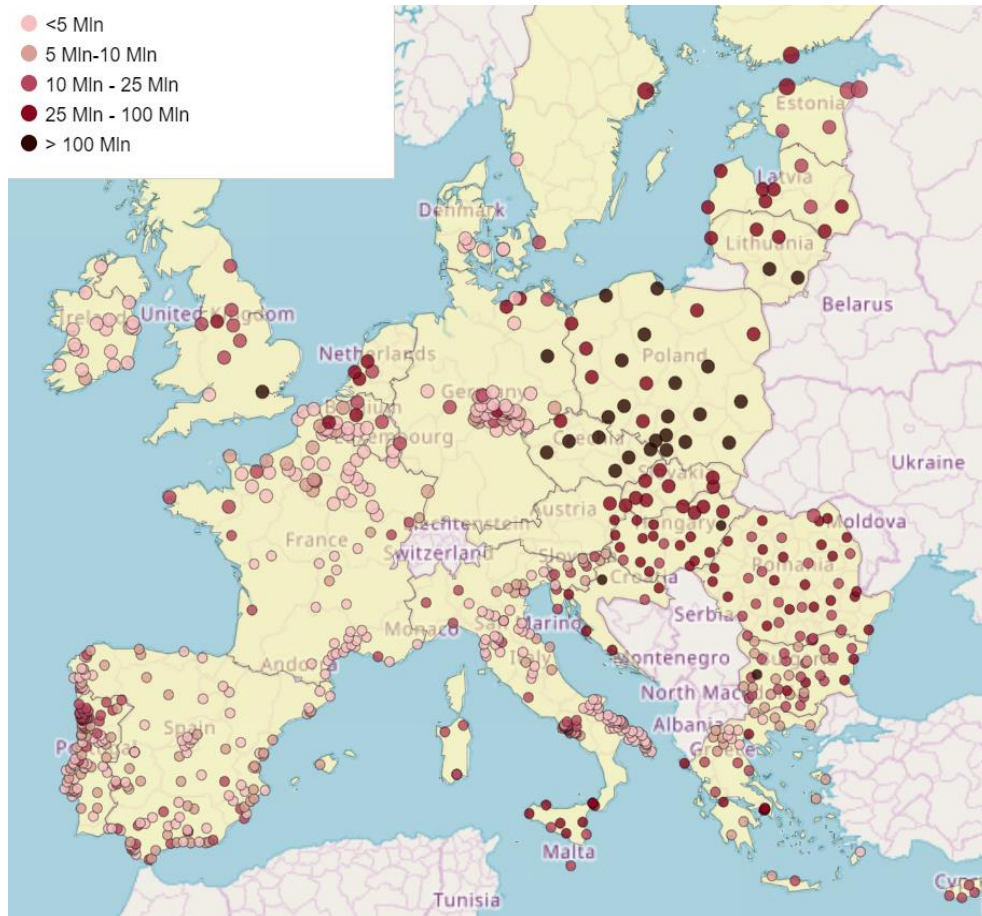 <5 Mln
5 Mln-10 Mln
10 Mln - 25 Mln
25 Mln - 100 Mln
> 100 Mln
Estonia
Latvia
Denmark
Lithuania
Belarus
Ireland
United Kingdom
Netherlands
Poland
Germany
Belgium
Luxembourg
Czechia
Ukraine
Slovakia
Austria
Hungary
Moldova
France
Liechtenstein
Switzerland
Slovenia
Romania
Croatia
Serbia
Monaco
San Marino
Italy
Andorra
Montenegro
Bulgaria
North Macedonia
Spain
Albania
Portugal
Greece
Malta
Cyprus
Tunisia